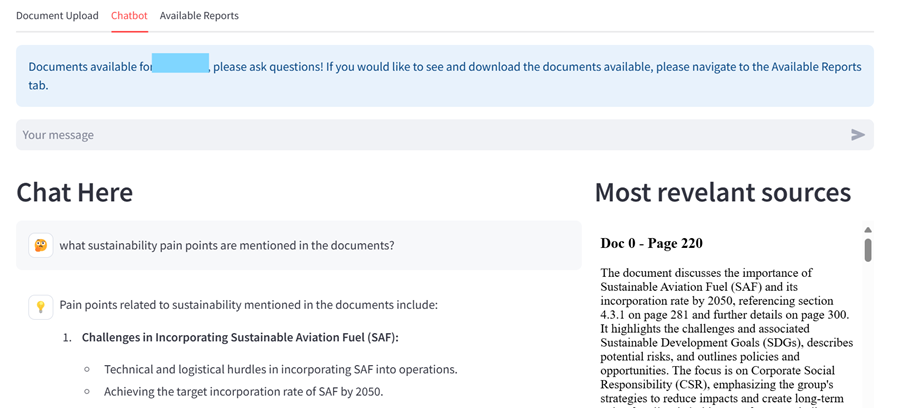 Document Upload Chatbot Available Reports
Documents available for , please ask questions! If you would like to see and download the documents available, please navigate to the Available Reports
tab.
Your message
Chat Here
Most revelant sources
what sustainability pain points are mentioned in the documents?
Pain points related to sustainability mentioned in the documents include:
1. Challenges in Incorporating Sustainable Aviation Fuel (SAF):
Technical and logistical hurdles in incorporating SAF into operations.
Achieving the target incorporation rate of SAF by 2050.
Doc 0 - Page 220
The document discusses the importance of
Sustainable Aviation Fuel (SAF) and its
incorporation rate by 2050, referencing section
4.3.1 on page 281 and further details on page 300.
It highlights the challenges and associated
Sustainable Development Goals (SDGs), describes
potential risks, and outlines policies and
opportunities. The focus is on Corporate Social
Responsibility (CSR), emphasizing the group's
strategies to reduce impacts and create long-term